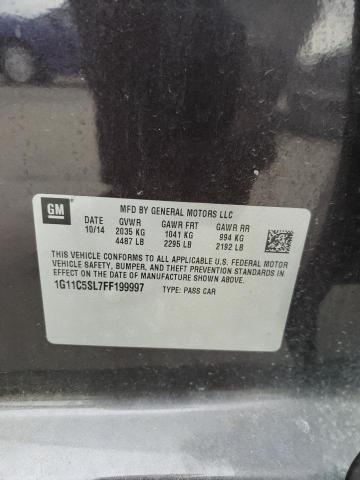 GM
MFD BY GENERAL MOTORS LLC
DATE GVWR GAWR FRT GAWR RR
10/14 2035 KG 1041 KG 994 KG
4487 LB 2295 LB 2192 LB
THIS VEHICLE CONFORMS TO ALL APPLICABLE U.S. FEDERAL MOTOR
VEHICLE SAFETY, BUMPER, AND THEFT PREVENTION STANDARDS IN
EFFECT ON THE DATE OF MANUFACTURE SHOWN ABOVE.
1G11C5SL7FF199997 TYPE: PASS CAR